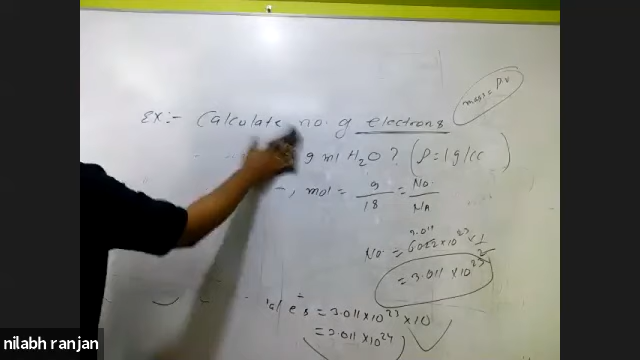 mass = ρ.v
Ex:- Calculate no. of electrons
9 ml H2O ? (ρ = 1 g/cc)
, mol = 9/18 = No./NA
3.011
No. = 6.022×10^23 × 1/2
= 3.011 × 10^23
e s = 3.011×10^23 × 10
= 3.011×10^24
nilabh ranjan